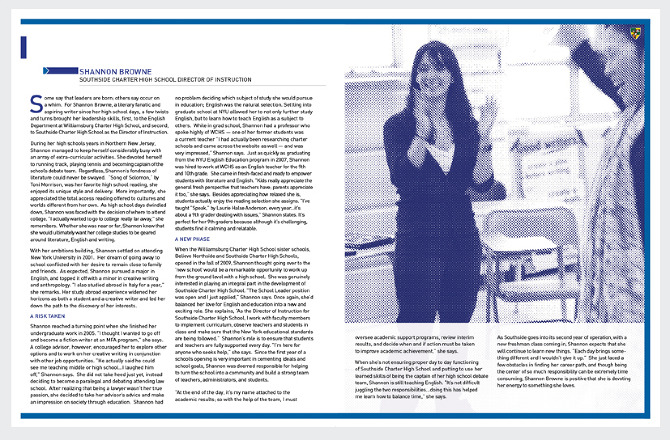 SHANNON BROWNE
SOUTHSIDE CHARTER HIGH SCHOOL DIRECTOR OF INSTRUCTION
Some say that leaders are born, others say occur on
a whim. For Shannon Browne, a literary fanatic and
aspiring writer since her high school days, a few twists
and turns brought her leadership skills, first, to the English
Department at Williamsburg Charter High School, and second,
to Southside Charter High School as the Director of Instruction.
During her high schools years in Northern New Jersey,
Shannon managed to keep herself considerably busy with
an array of extra-curricular activities. She devoted herself
to running track, playing tennis and becoming captain of the
schools debate team. Regardless, Shannon's fondness of
literature could never be swayed. "Song of Solomon," by
Toni Morrison, was her favorite high school reading, she
enjoyed its unique style and delivery. More importantly, she
appreciated the total access reading offered to cultures and
worlds different from her own. As high school days dwindled
down, Shannon was faced with the decision of where to attend
college. "I actually wanted to go to college really far away," she
remembers. Whether she was near or far, Shannon knew that
she would ultimately want her college studies to be geared
around literature, English and writing.
With her ambitions building, Shannon settled on attending
New York University in 2001. Her dream of going away to
school conflicted with her desire to remain close to family
and friends. As expected, Shannon pursued a major in
English, and topped it off with a minor in creative writing
and anthropology. "I also studied abroad in Italy for a year,"
she remarks. Her study abroad experience widened her
horizons as both a student and a creative writer and led her
down the path to the discovery of her interests.
A RISK TAKEN
Shannon reached a turning point when she finished her
undergraduate work in 2005. "I thought I wanted to go off
and become a fiction writer at an MFA program," she says.
A college advisor, however, encouraged her to explore other
options and to work on her creative writing in conjunction
with other job opportunities. "He actually said he could
see me teaching middle or high school...I laughed him
off," Shannon says. She did not take heed just yet, instead
deciding to become a paralegal and debating attending law
school. After realizing that being a lawyer wasn't her true
passion, she decided to take her advisor's advice and make
an impression on society through education. Shannon had
no problem deciding which subject of study she would pursue
in education; English was the natural selection. Settling into
graduate school at NYU allowed her to not only further study
English, but to learn how to teach English as a subject to
others. While in grad school, Shannon had a professor who
spoke highly of WCHS — one of her former students was
a current teacher. "I had actually been researching charter
schools and came across the website as well — and was
very impressed," Shannon says. Just as quickly as graduating
from the NYU English Education program in 2007, Shannon
was hired to work at WCHS as an English teacher for the 9th
and 10th grade. She came in fresh-faced and ready to empower
students with literature and English. "Kids really appreciate the
general fresh perspective that teachers have, parents appreciate
it too," she says. Besides appreciating how relaxed she is,
students actually enjoy the reading selection she assigns. "I've
taught "Speak," by Laurie Halse Anderson, every year...it's
about a 9th grader dealing with issues," Shannon states. It's
perfect for her 9th graders because although it's challenging,
students find it calming and relatable.
A NEW PHASE
When the Williamsburg Charter High School sister schools,
Believe Northside and Southside Charter High Schools,
opened in the fall of 2009, Shannon thought going over to the
new school would be a remarkable opportunity to work up
from the ground level with a high school. She was genuinely
interested in playing an integral part in the development of
Southside Charter High School. "The School Leader position
was open and I just applied," Shannon says. Once again, she'd
balanced her love for English and education into a new and
exciting role. She explains, "As the Director of Instruction for
Southside Charter High School, I work with faculty members
to implement curriculum, observe teachers and students in
class and make sure that the New York educational standards
are being followed." Shannon's role is to ensure that students
and teachers are fully supported every day. "I'm here for
anyone who seeks help," she says. Since the first year of a
schools opening is very important in cementing ideals and
school goals, Shannon was deemed responsible for helping
to turn the school into a community and build a strong team
of teachers, administrators, and students.
"At the end of the day, it's my name attached to the
academic results, so with the help of the team, I must
oversee academic support programs, review interim
results, and decide when and if action must be taken
to improve academic achievement," she says.
When she's not ensuring proper day to day functioning
of Southside Charter High School and putting to use her
learned skills of being the captain of her high school debate
team, Shannon is still teaching English. "It's not difficult
juggling the two responsibilities...doing this has helped
me learn how to balance time," she says.
As Southside goes into its second year of operation, with a
new freshman class coming in, Shannon expects that she
will continue to learn new things. "Each day brings some-
thing different and I wouldn't give it up." She just faced a
few obstacles in finding her career path, and though being
the center of so much responsibility can be extremely time
consuming, Shannon Browne is positive that she is devoting
her energy to something she loves.